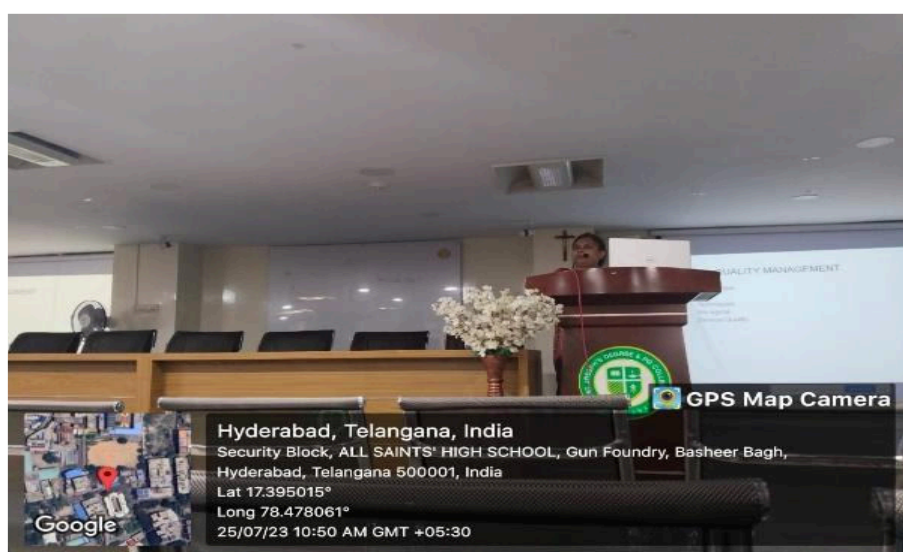 QUALITY MANAGEMENT
GPS Map Camera
Hyderabad, Telangana, India
Security Block, ALL SAINTS' HIGH SCHOOL, Gun Foundry, Basheer Bagh,
Hyderabad, Telangana 500001, India
Lat 17.395015°
Long 78.478061°
25/07/23 10:50 AM GMT +05:30
Google